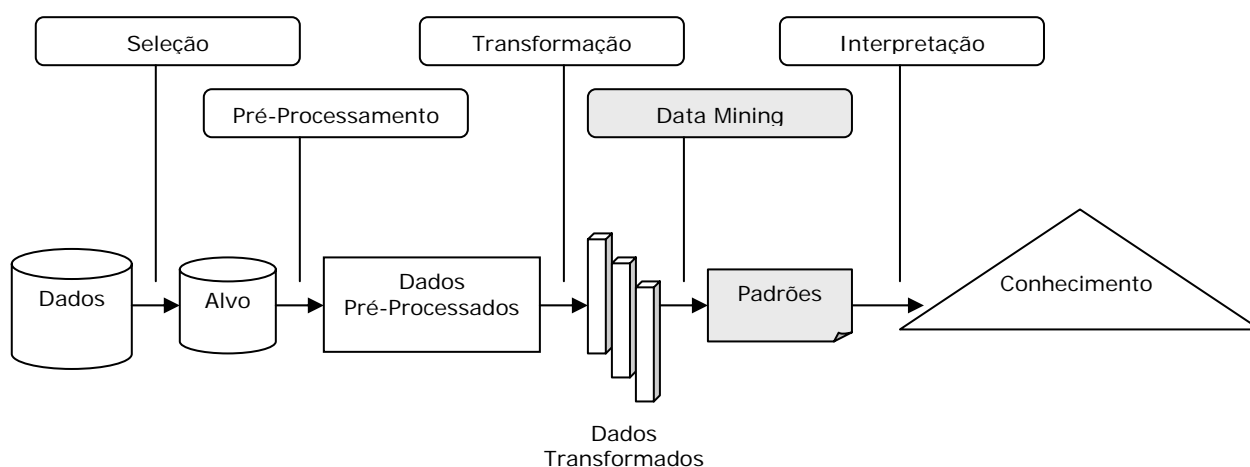 Seleção
Transformação
Interpretação
Pré-Processamento
Data Mining
Dados
Alvo
Dados
Pré-Processados
Padrões
Conhecimento
Dados
Transformados